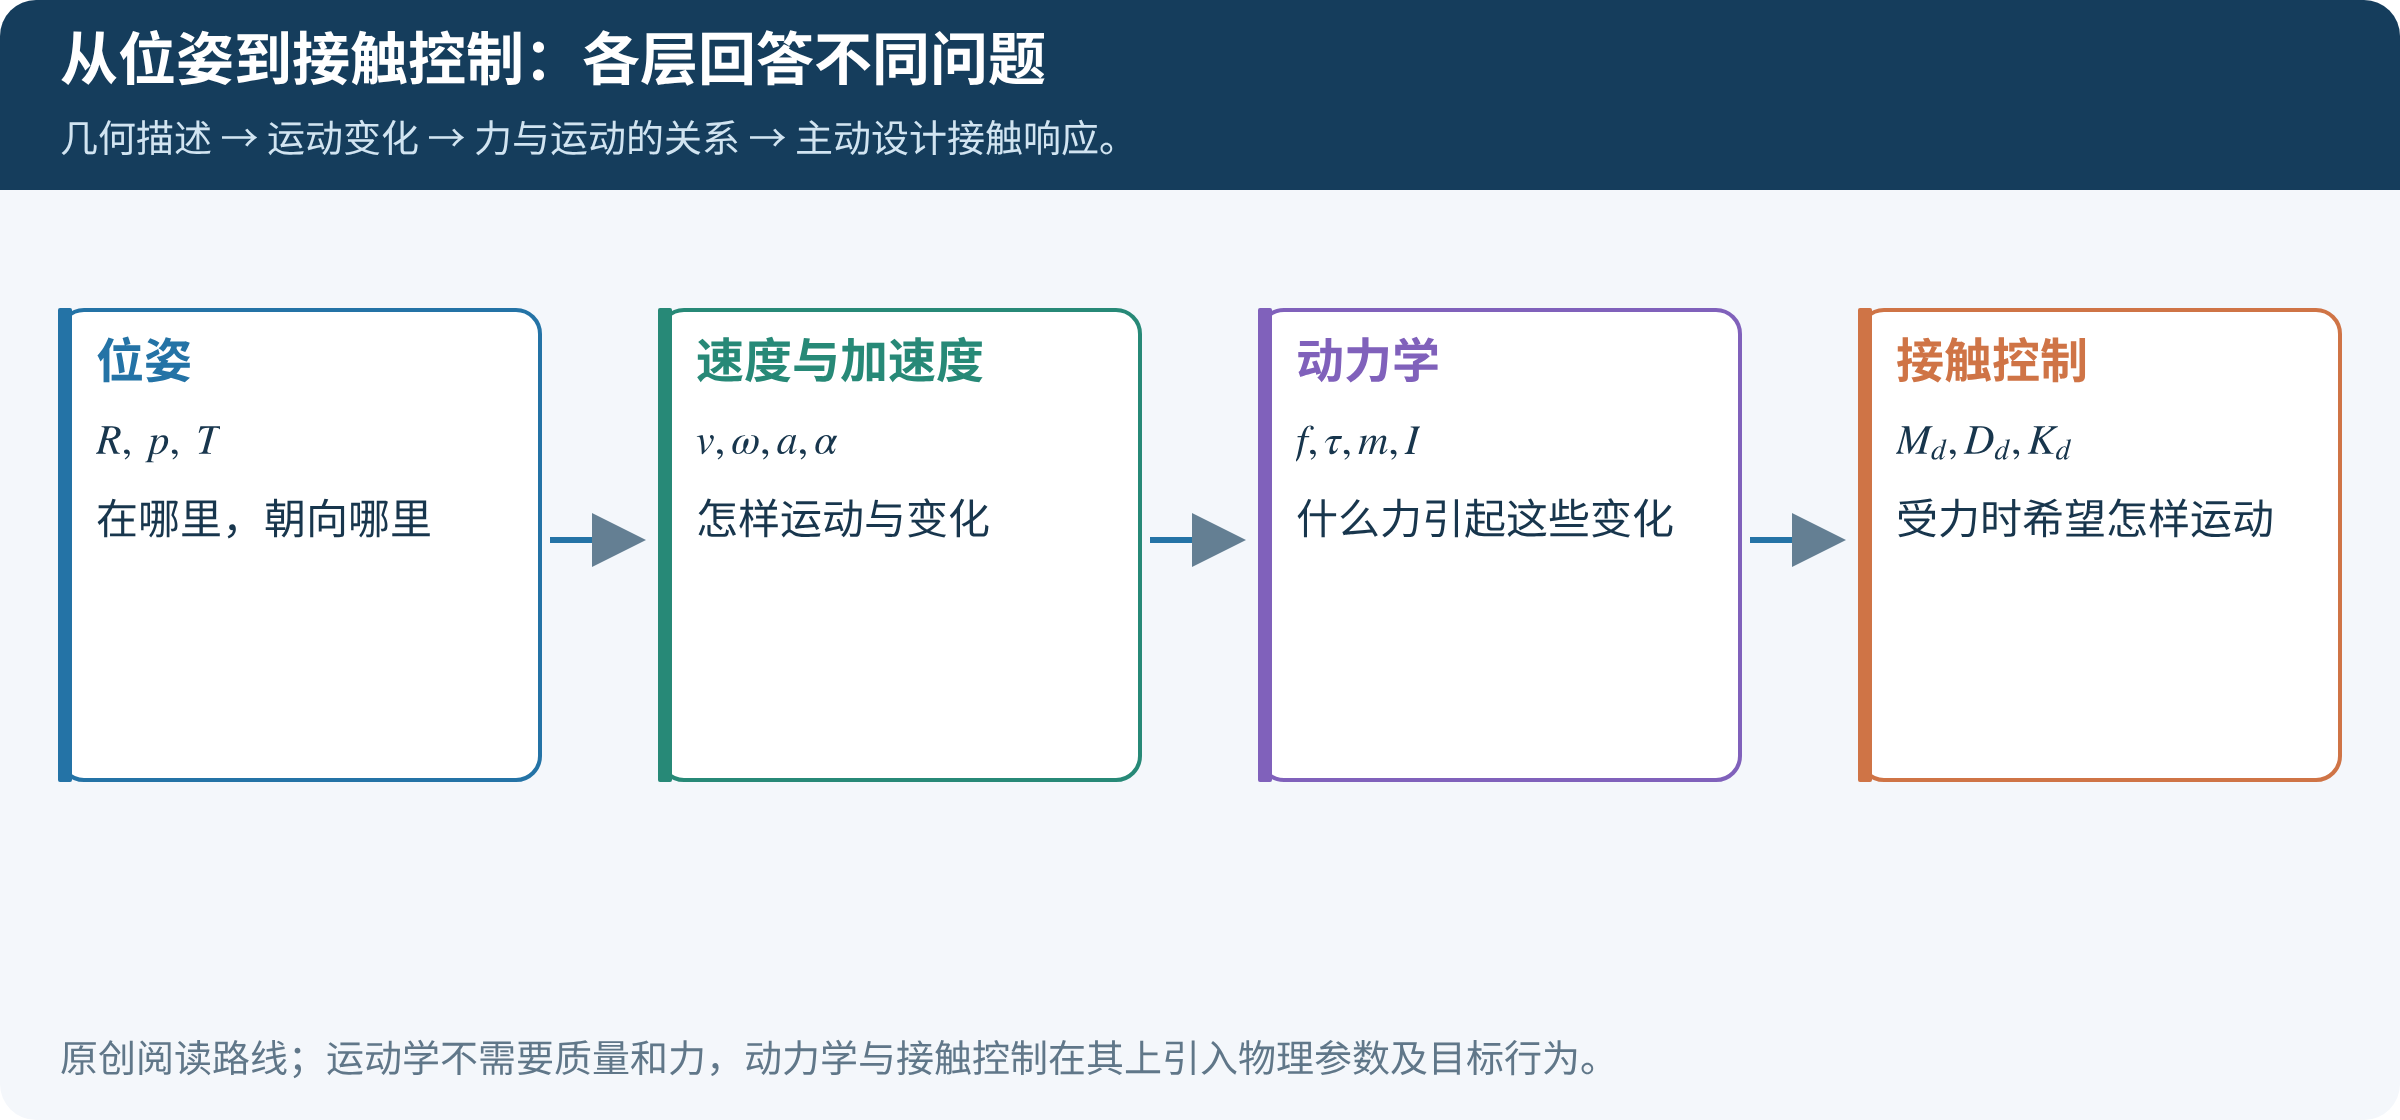 从位姿到接触控制：各层回答不同问题
几何描述 → 运动变化 → 力与运动的关系 → 主动设计接触响应。
位姿
R, p, T
在哪里，朝向哪里
速度与加速度
v, ω, a, α
怎样运动与变化
动力学
f, τ, m, I
什么力引起这些变化
接触控制
M_d, D_d, K_d
受力时希望怎样运动
原创阅读路线；运动学不需要质量和力，动力学与接触控制在其上引入物理参数及目标行为。